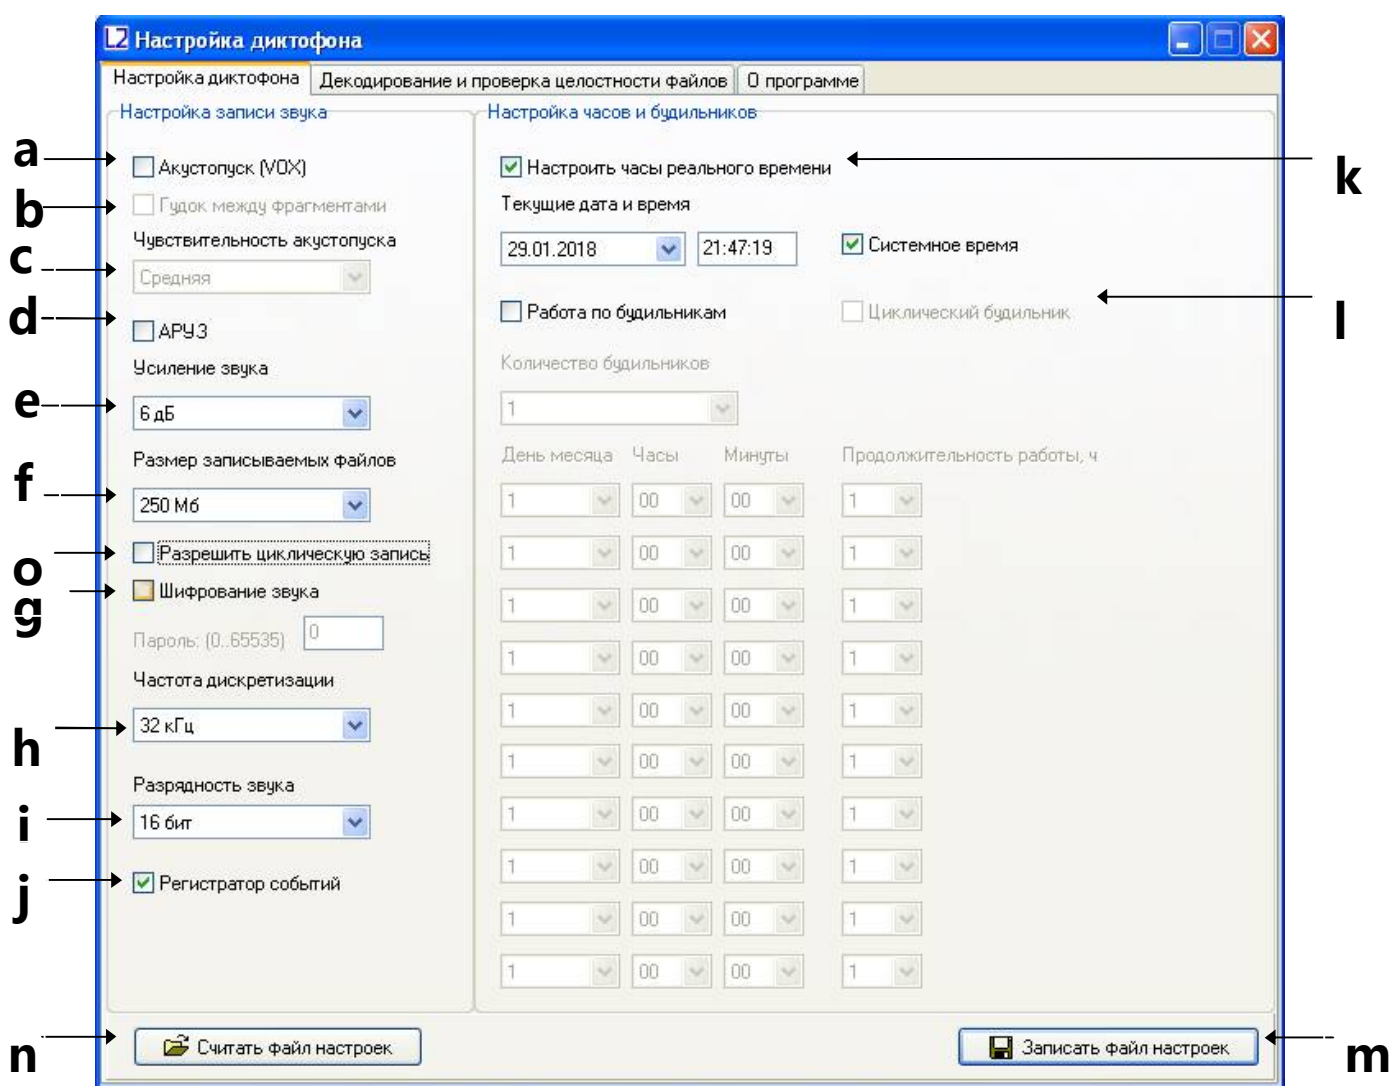 L2 Настройка диктофона
Настройка диктофона Декодирование и проверка целостности файлов О программе
Настройка записи звука
a Акустопуск (VOX)
b Гудок между фрагментами
Чувствительность акустопуска
c Средняя
d АРУЗ
Усиление звука
e 6 дБ
Размер записываемых файлов
f 250 Мб
o Разрешить циклическую запись
g Шифрование звука
Пароль: (0..65535) 0
Частота дискретизации
h 32 кГц
Разрядность звука
i 16 бит
j Регистратор событий
Настройка часов и будильников
Настроить часы реального времени k
Текущие дата и время
29.01.2018 21:47:19 Системное время
Работа по будильникам Циклический будильник l
Количество будильников
1
День месяца Часы Минуты Продолжительность работы, ч
1 00 00 1
1 00 00 1
1 00 00 1
1 00 00 1
1 00 00 1
1 00 00 1
1 00 00 1
1 00 00 1
1 00 00 1
1 00 00 1
n Считать файл настроек Записать файл настроек m